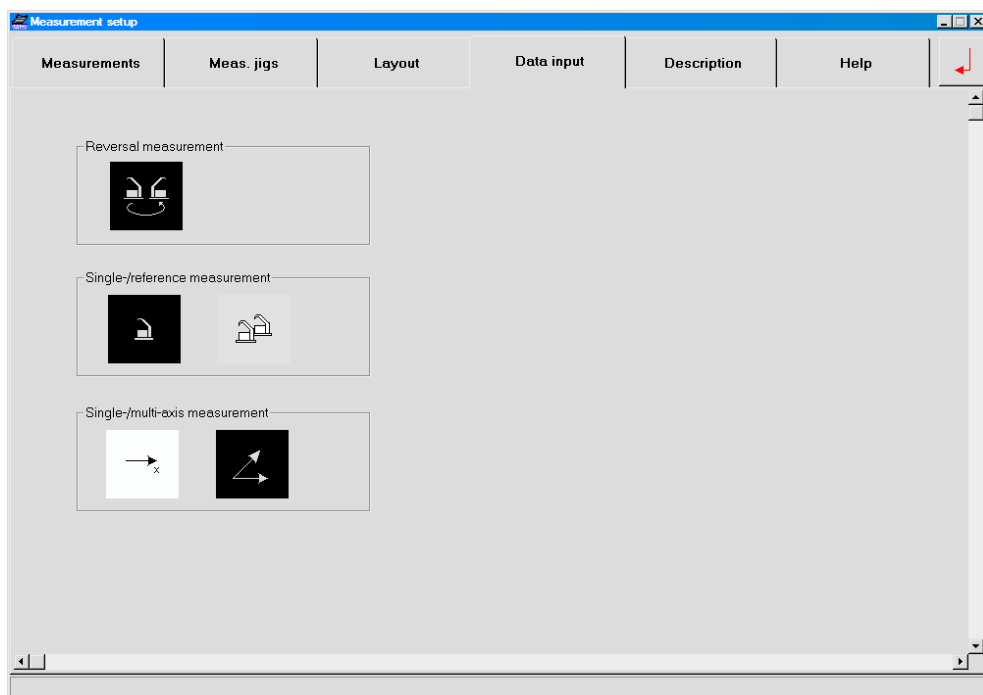 Measurement setup
Measurements
Meas. jigs
Layout
Data input
Description
Help
Reversal measurement
Single-/reference measurement
Single-/multi-axis measurement
x